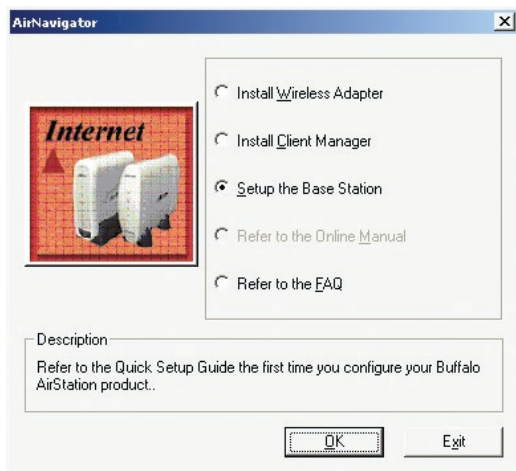 AirNavigator
Internet
Install Wireless Adapter
Install Client Manager
Setup the Base Station
Refer to the Online Manual
Refer to the FAQ
Description
Refer to the Quick Setup Guide the first time you configure your Buffalo
AirStation product..
OK
Exit